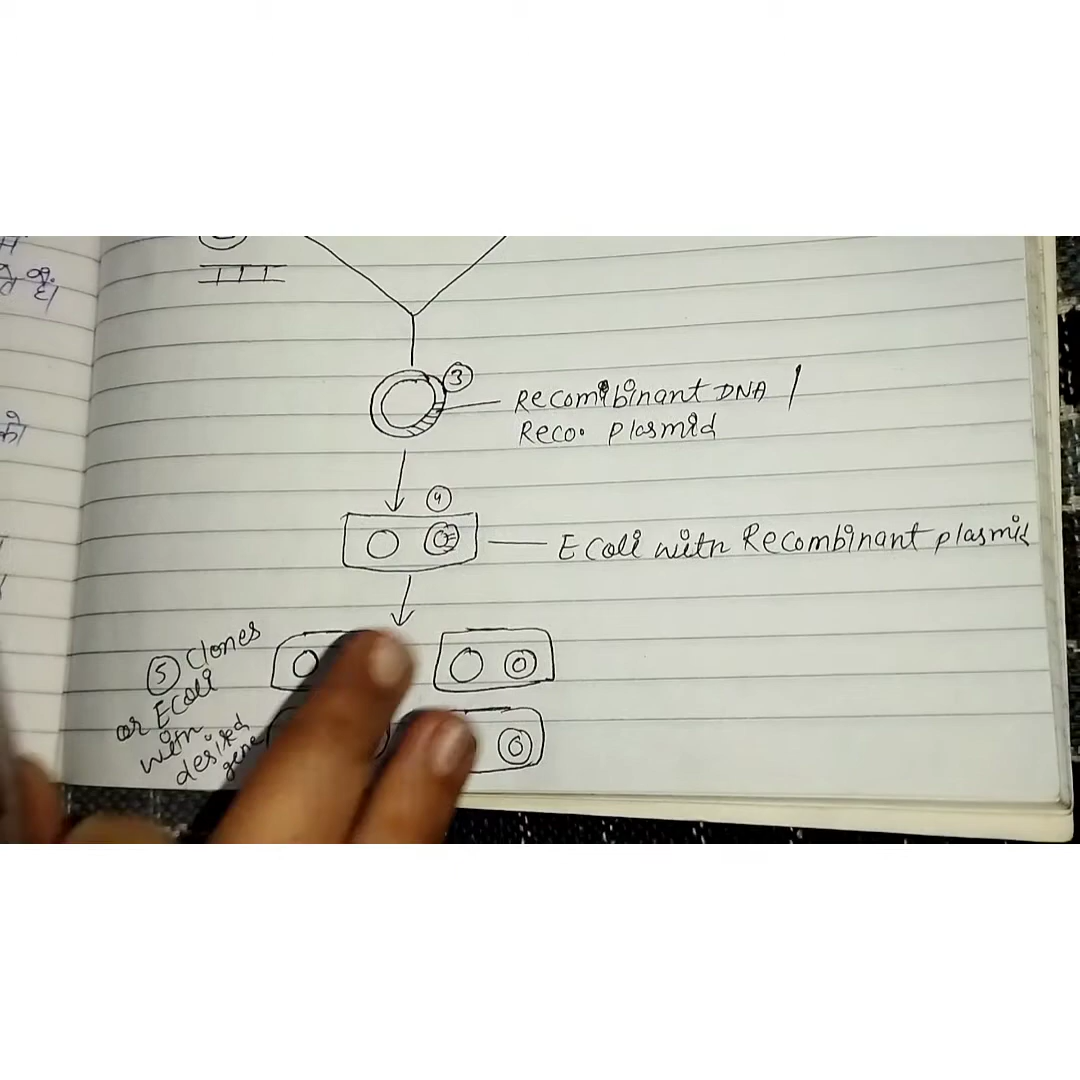 3
Recombinant DNA /
Reco. plasmid
4
E coli with Recombinant plasmid
5 Clones
or E coli
with
desired
gene
को